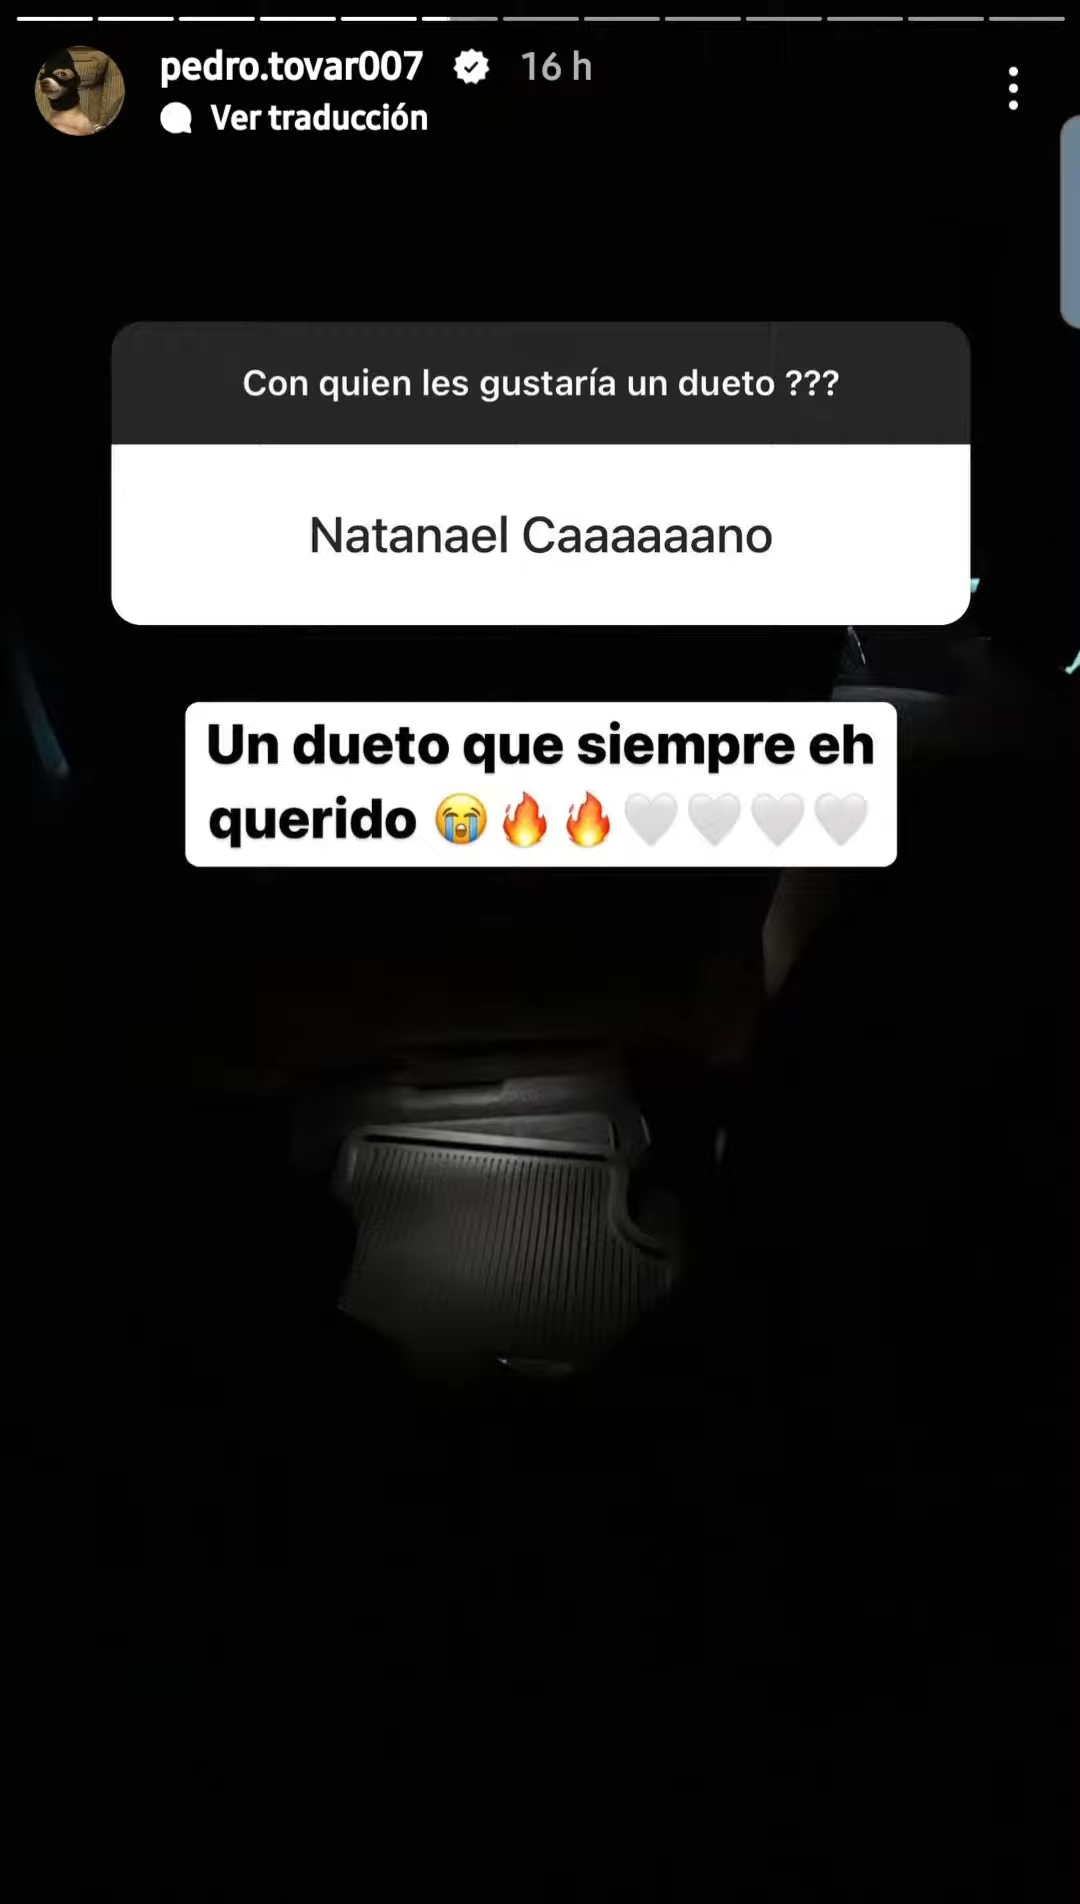 pedro.tovar007 16 h
Ver traducción
Con quien les gustaría un dueto ???
Natanael Caaaaaano
Un dueto que siempre eh
querido 😭🔥🔥🤍🤍🤍🤍